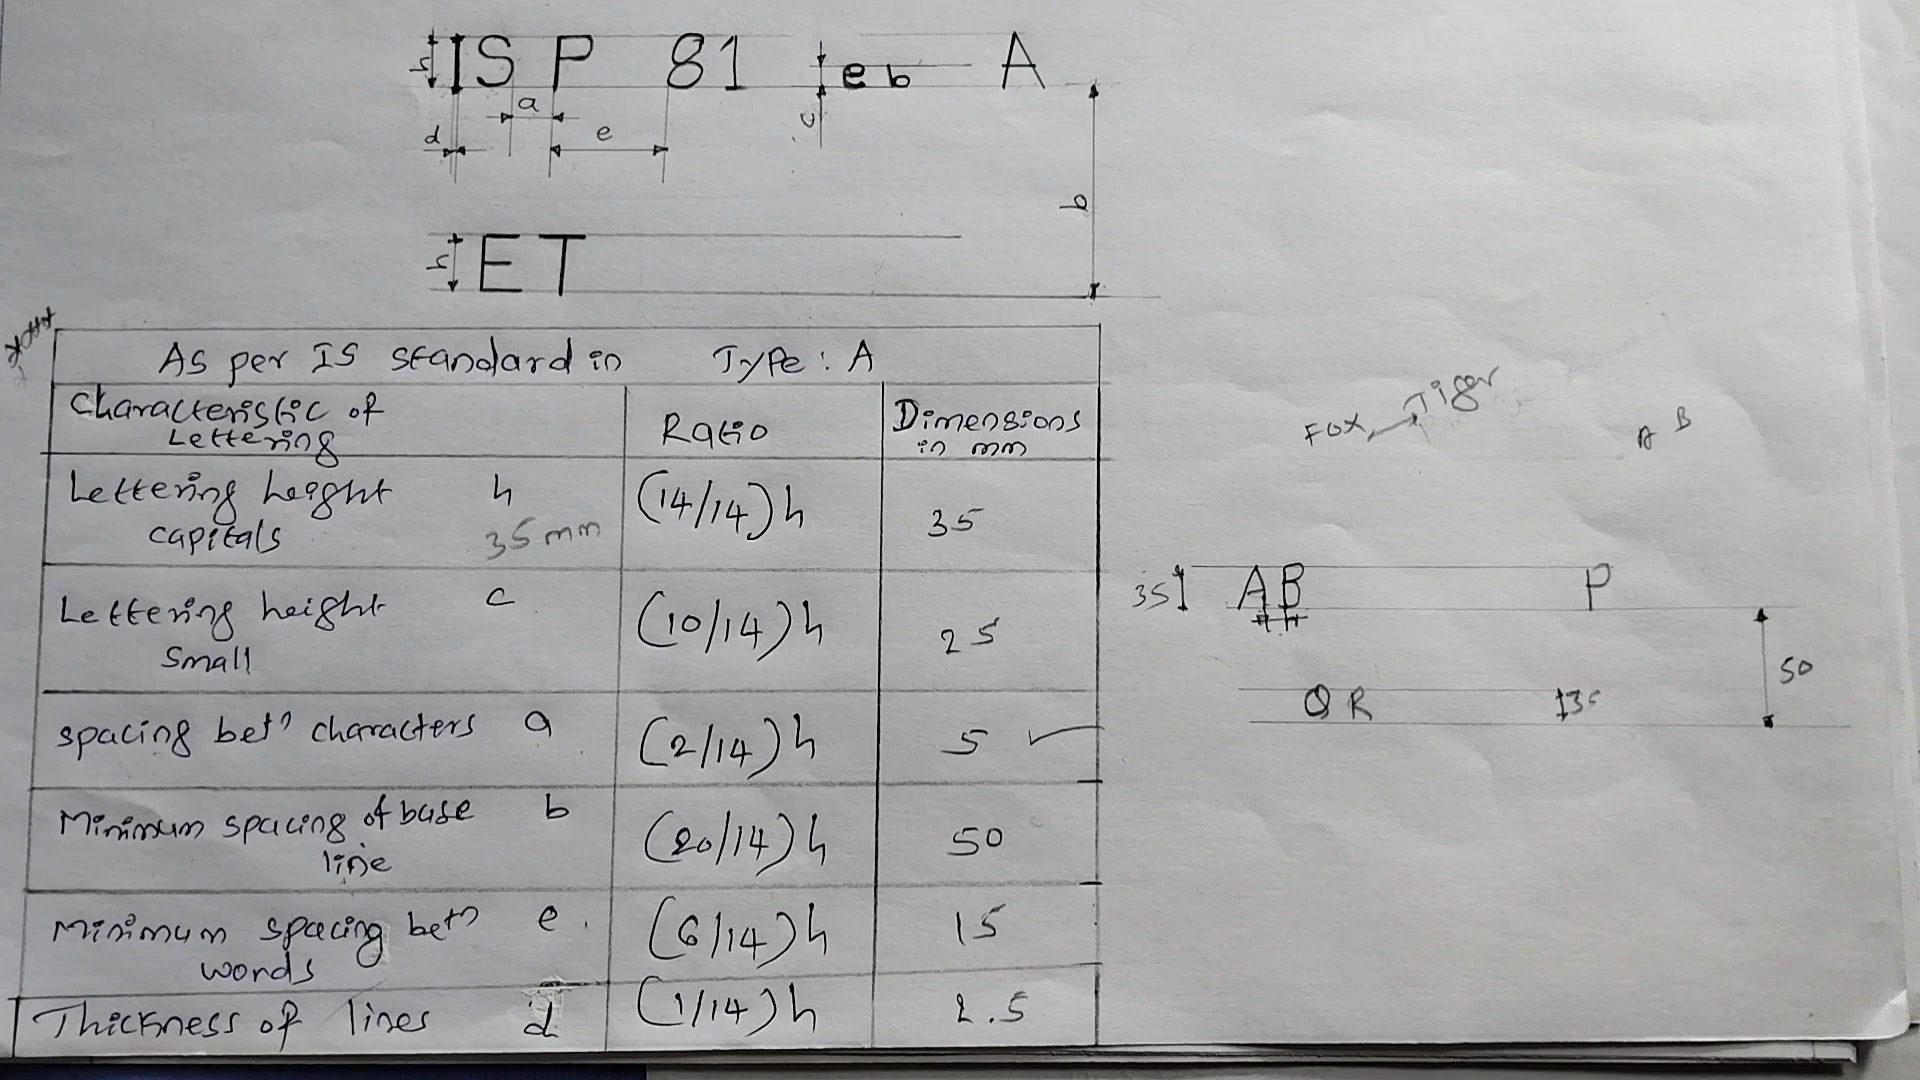 h ISP 81 eb A
a
d e c
b
h ET
As per IS standard in Type : A
Characteristic of Lettering Ratio Dimensions in mm
Lettering height h (14/14)h 35
capitals 35mm
Lettering height c (10/14)h 25
Small
spacing betn characters a (2/14)h 5
Minimum spacing of base b (20/14)h 50
line
Minimum spacing betn e. (6/14)h 15
words
Thickness of lines d (1/14)h 2.5
FOX Tiger
A B
35 AB P
QR 35
50